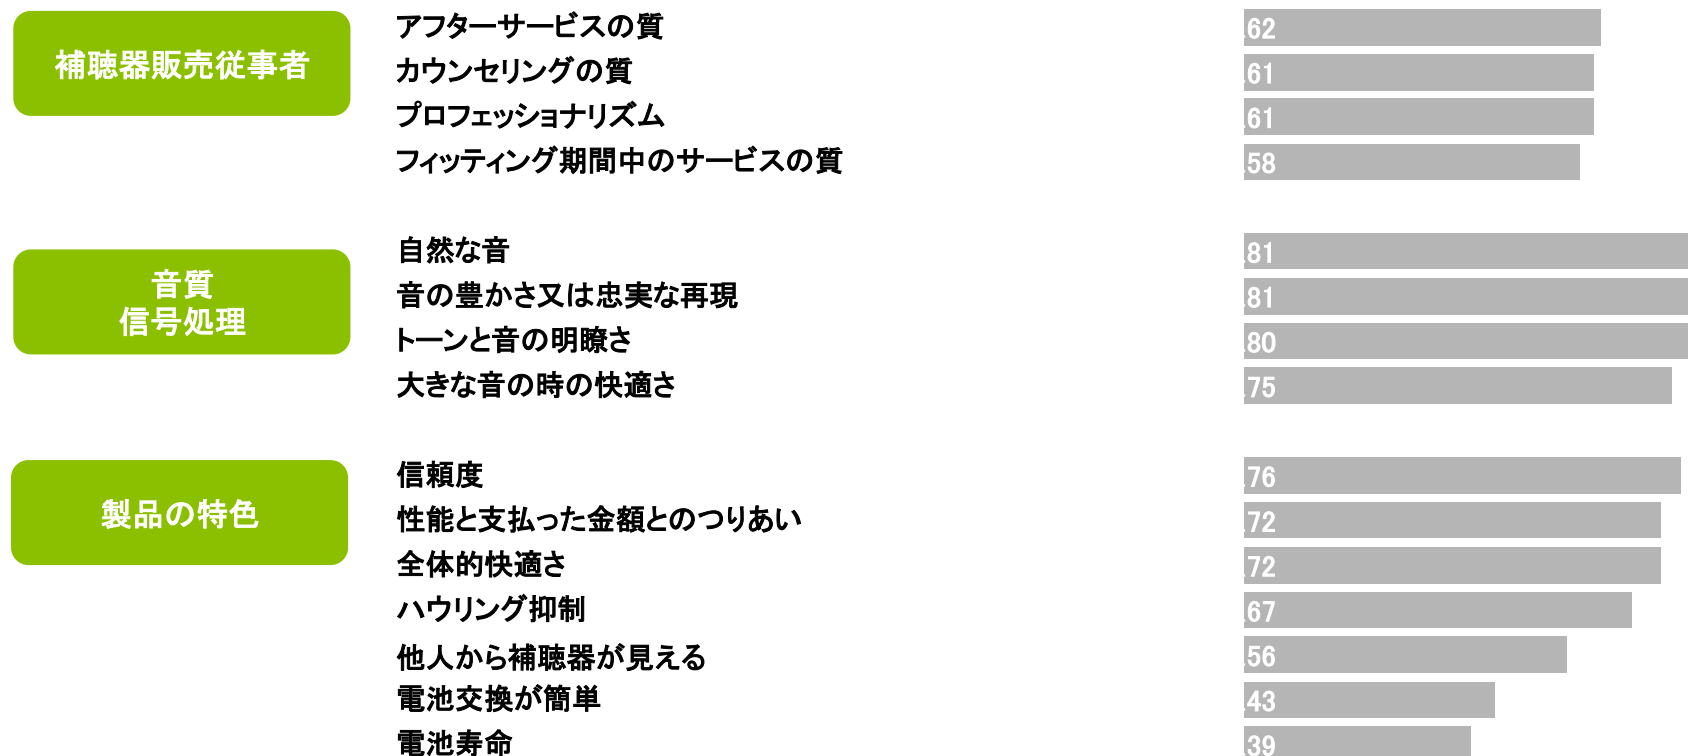 補聴器販売従事者
アフターサービスの質 .62
カウンセリングの質 .61
プロフェッショナリズム .61
フィッティング期間中のサービスの質 .58
音質
信号処理
自然な音 .81
音の豊かさ又は忠実な再現 .81
トーンと音の明瞭さ .80
大きな音の時の快適さ .75
製品の特色
信頼度 .76
性能と支払った金額とのつりあい .72
全体的快適さ .72
ハウリング抑制 .67
他人から補聴器が見える .56
電池交換が簡単 .43
電池寿命 .39